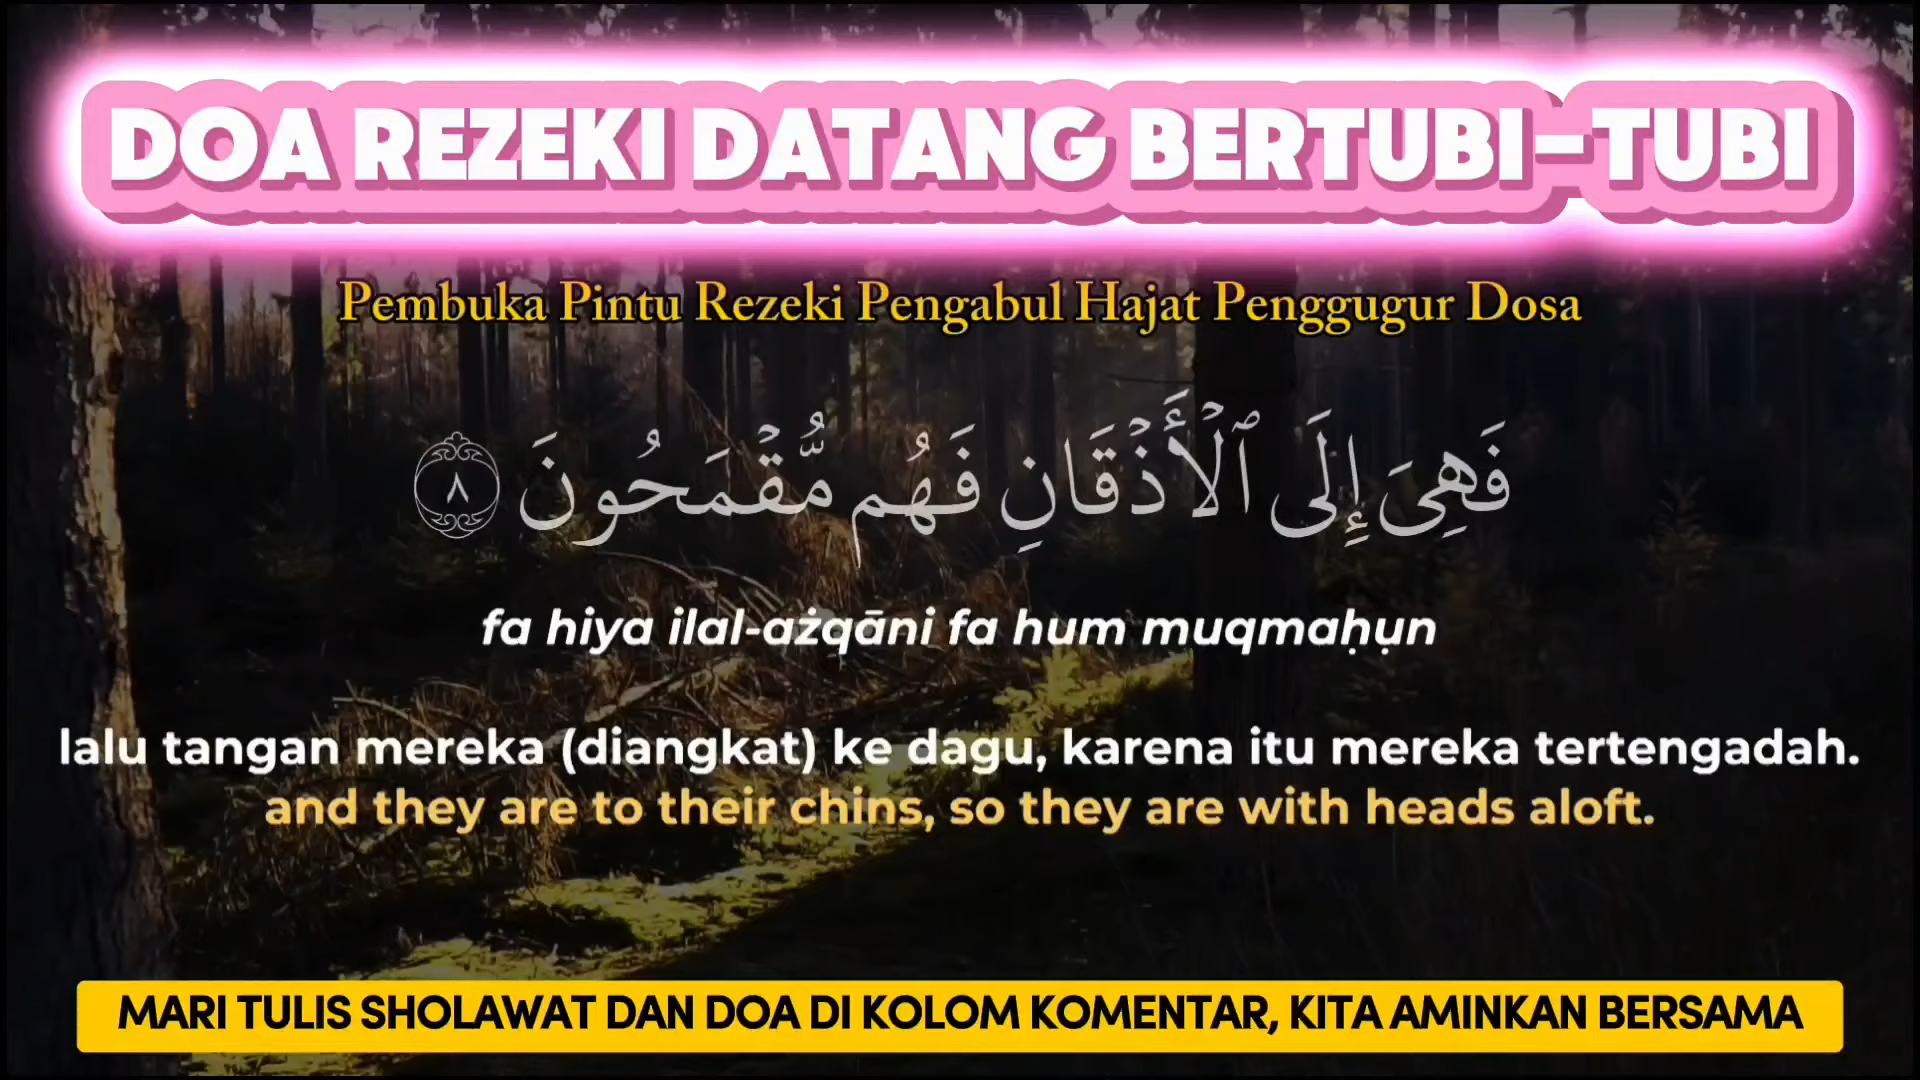 DOA REZEKI DATANG BERTUBI-TUBI
Pembuka Pintu Rezeki Pengabul Hajat Penggugur Dosa
فَهِىَ إِلَى ٱلْأَذْقَانِ فَهُم مُّقْمَحُونَ ۝٨
fa hiya ilal-ażqāni fa hum muqmaḥụn
lalu tangan mereka (diangkat) ke dagu, karena itu mereka tertengadah.
and they are to their chins, so they are with heads aloft.
MARI TULIS SHOLAWAT DAN DOA DI KOLOM KOMENTAR, KITA AMINKAN BERSAMA